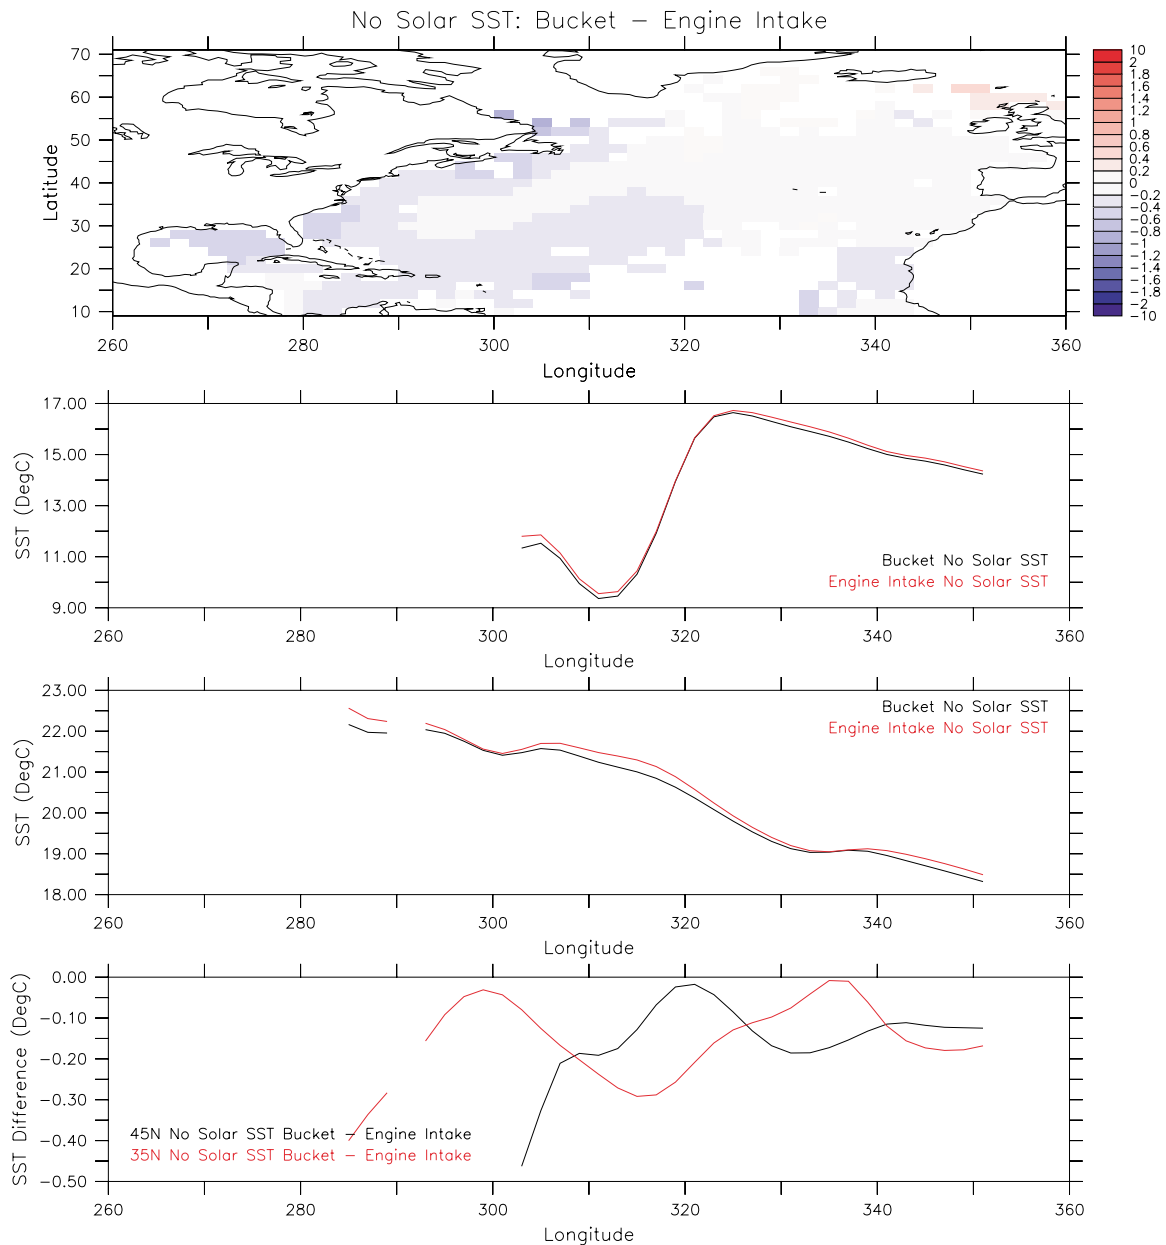 No Solar SST: Bucket − Engine Intake
70
60
50
40
30
20
10
Latitude
260 280 300 320 340 360
Longitude
10
2
1.8
1.6
1.4
1.2
1
0.8
0.6
0.4
0.2
0
−0.2
−0.4
−0.6
−0.8
−1
−1.2
−1.4
−1.6
−1.8
−2
−10
17.00
15.00
13.00
11.00
9.00
SST (DegC)
Bucket No Solar SST
Engine Intake No Solar SST
260 280 300 320 340 360
Longitude
23.00
22.00
21.00
20.00
19.00
18.00
SST (DegC)
Bucket No Solar SST
Engine Intake No Solar SST
260 280 300 320 340 360
Longitude
0.00
−0.10
−0.20
−0.30
−0.40
−0.50
SST Difference (DegC)
45N No Solar SST Bucket − Engine Intake
35N No Solar SST Bucket − Engine Intake
260 280 300 320 340 360
Longitude